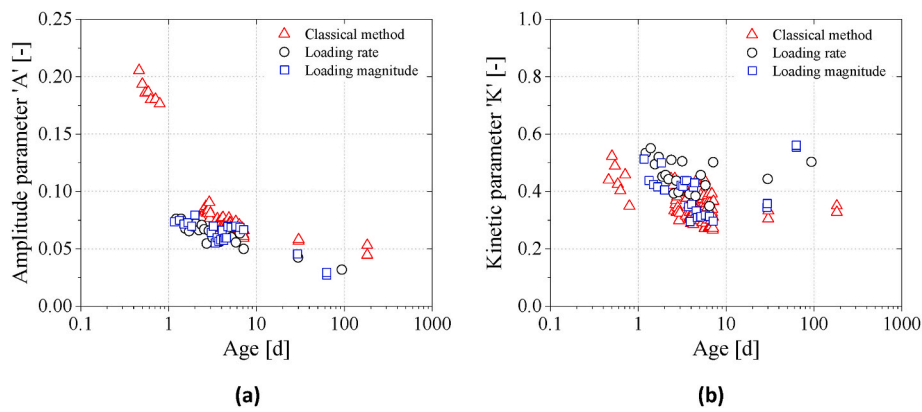 Amplitude parameter 'A' [-]
0.25
0.20
0.15
0.10
0.05
0.00
Classical method
Loading rate
Loading magnitude
0.1 1 10 100 1000
Age [d]
(a)
Kinetic parameter 'K' [-]
1.0
0.8
0.6
0.4
0.2
0.0
Classical method
Loading rate
Loading magnitude
0.1 1 10 100 1000
Age [d]
(b)